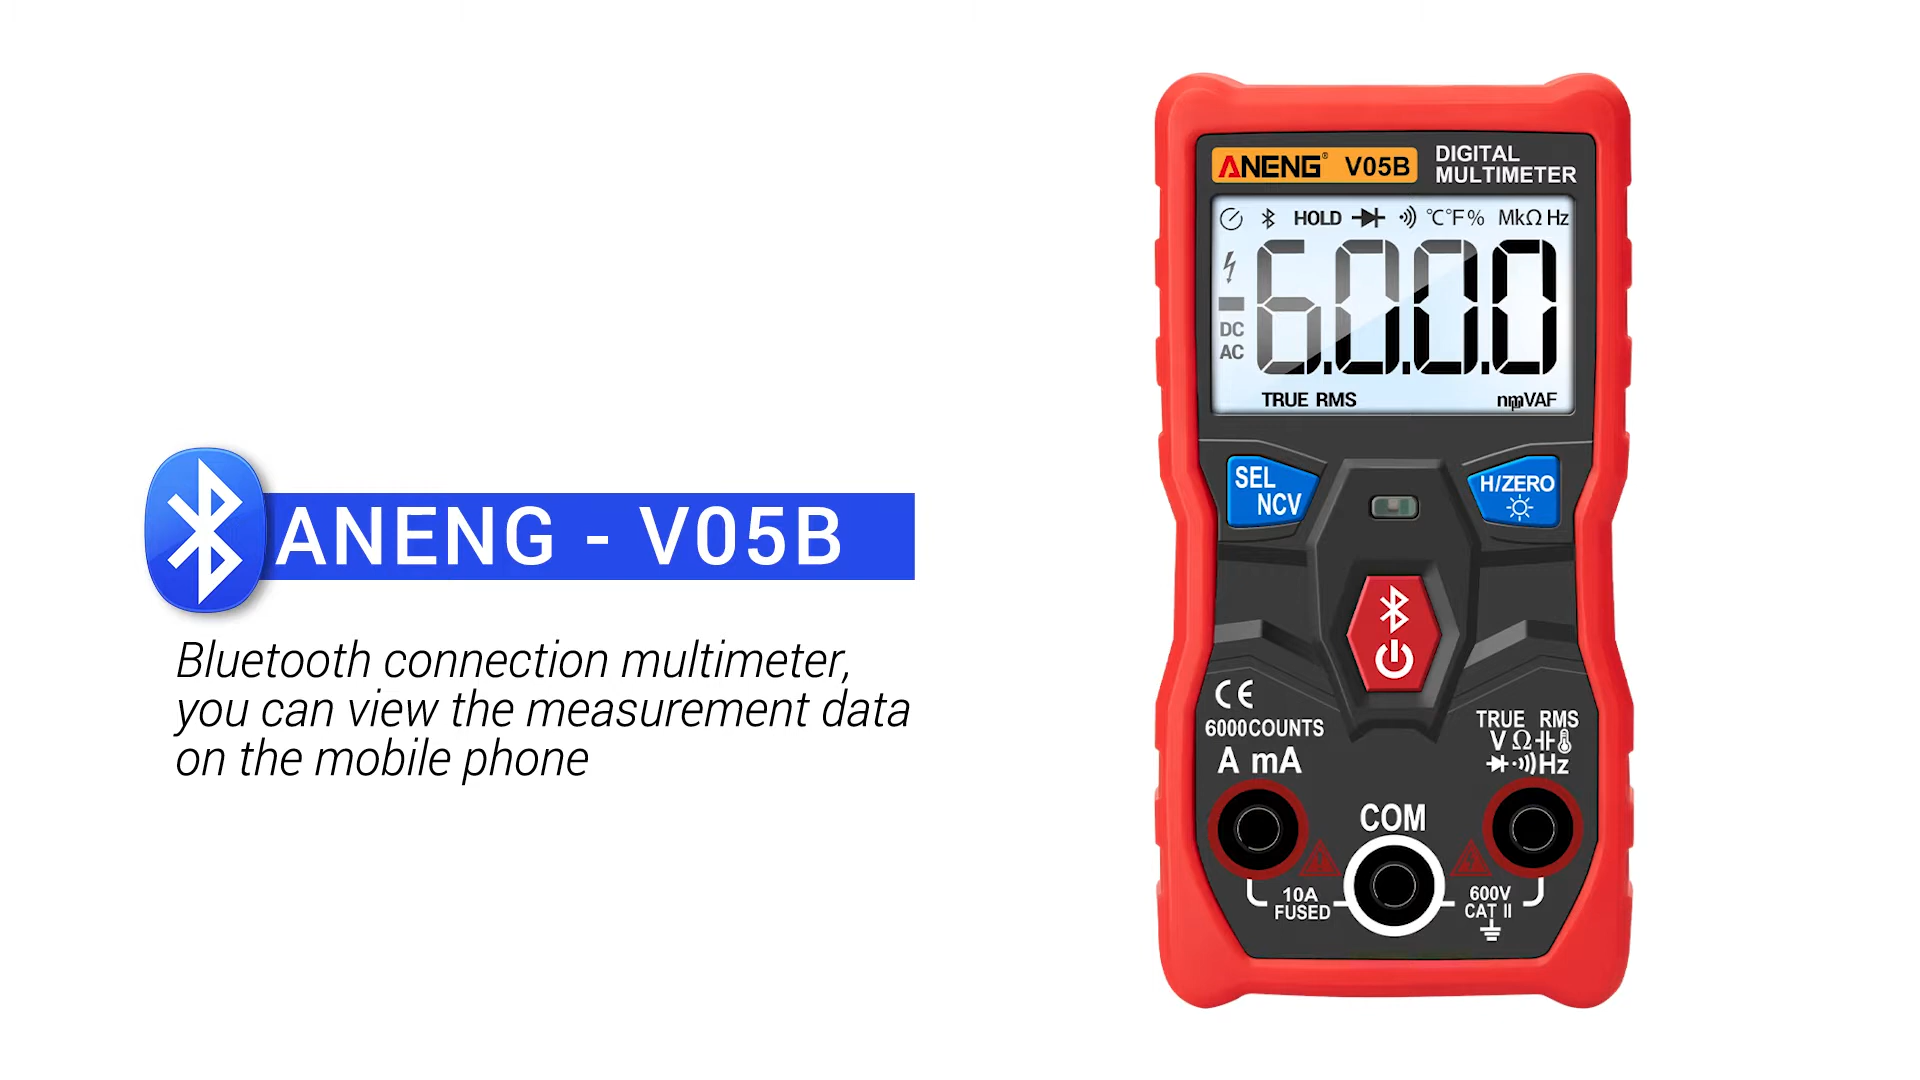 ANENG - V05B
Bluetooth connection multimeter,
you can view the measurement data
on the mobile phone
ANENG® V05B
DIGITAL
MULTIMETER
HOLD ℃℉% MkΩ Hz
6.0.0.0
DC
AC
TRUE RMS
VAF
SEL
NCV
H/ZERO
CE
6000COUNTS
A mA
TRUE RMS
V Ω
Hz
COM
10A
FUSED
600V
CAT II